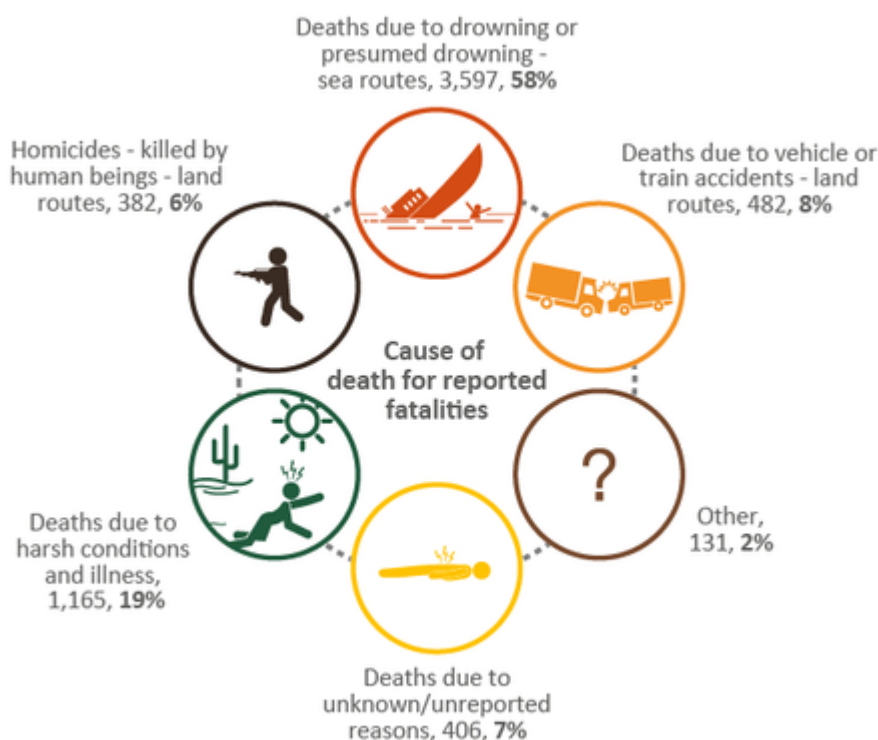 Deaths due to drowning or
presumed drowning -
sea routes, 3,597, 58%
Homicides - killed by
human beings - land
routes, 382, 6%
Deaths due to vehicle or
train accidents - land
routes, 482, 8%
Cause of
death for reported
fatalities
?
Deaths due to
harsh conditions
and illness,
1,165, 19%
Other,
131, 2%
Deaths due to
unknown/unreported
reasons, 406, 7%